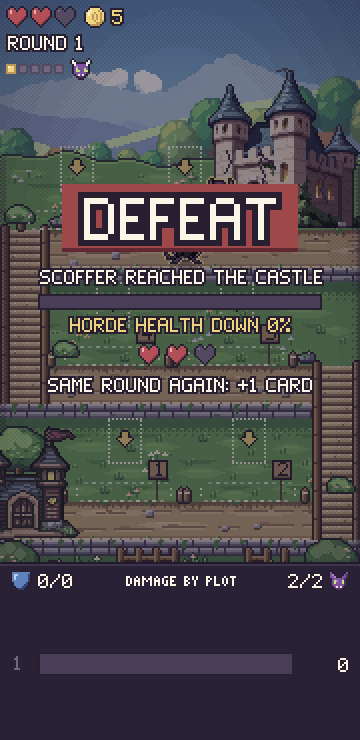 5
ROUND 1
DEFEAT
SCOFFER REACHED THE CASTLE
HORDE HEALTH DOWN 0%
SAME ROUND AGAIN: +1 CARD
1
2
0/0
DAMAGE BY PLOT
2/2
1
0